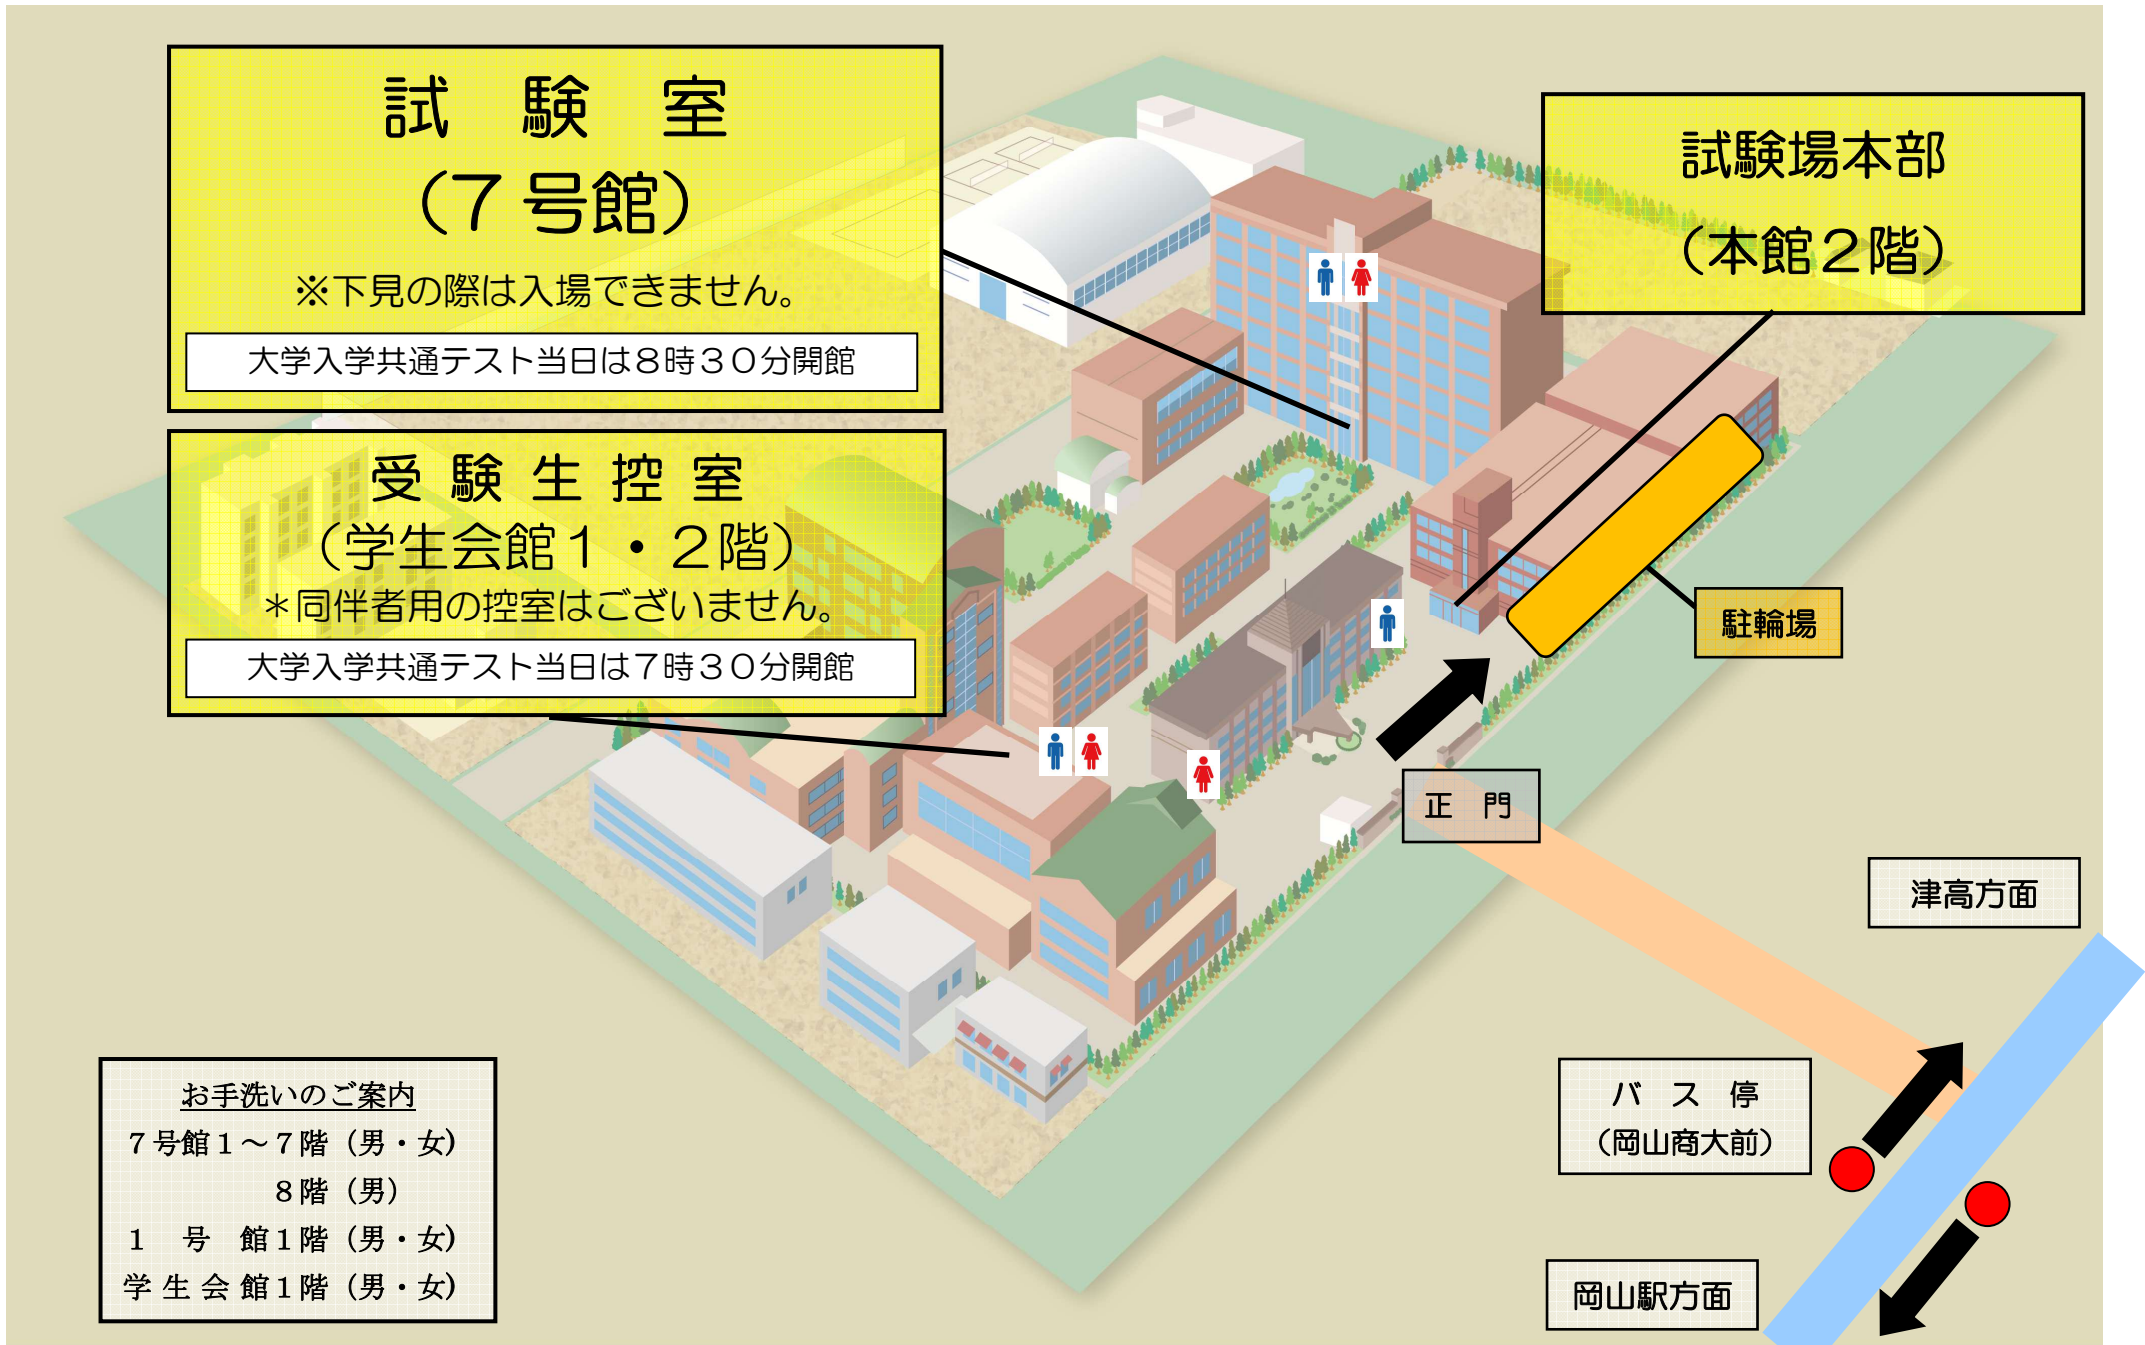 試験室
（７号館）
※下見の際は入場できません。
大学入学共通テスト当日は８時３０分開館
試験場本部
（本館２階）
受験生控室
（学生会館１・２階）
＊同伴者用の控室はございません。
大学入学共通テスト当日は７時３０分開館
駐輪場
正　門
津高方面
バ　ス　停
（岡山商大前）
岡山駅方面
お手洗いのご案内
７号館１～７階（男・女）
８階（男）
１　号　館１階（男・女）
学 生 会 館１階（男・女）